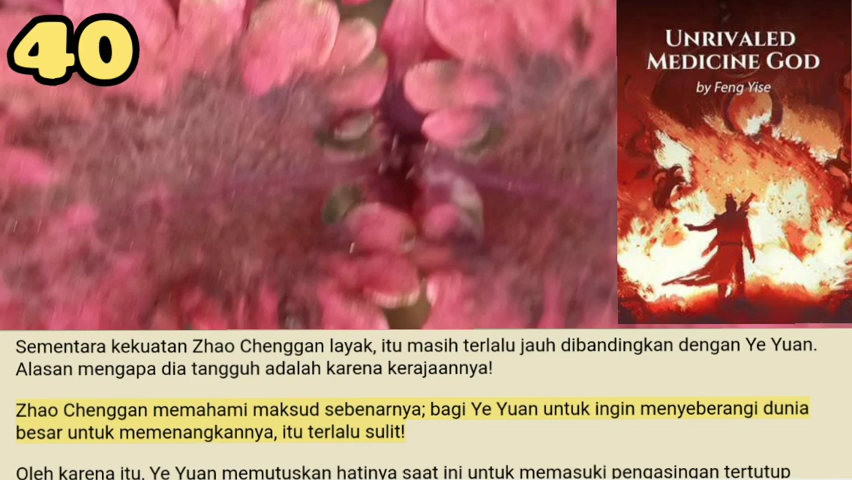 40
UNRIVALED
MEDICINE GOD
by Feng Yise
Sementara kekuatan Zhao Chenggan layak, itu masih terlalu jauh dibandingkan dengan Ye Yuan.
Alasan mengapa dia tangguh adalah karena kerajaannya!
Zhao Chenggan memahami maksud sebenarnya; bagi Ye Yuan untuk ingin menyeberangi dunia
besar untuk memenangkannya, itu terlalu sulit!
Oleh karena itu, Ye Yuan memutuskan hatinya saat ini untuk memasuki pengasingan tertutup